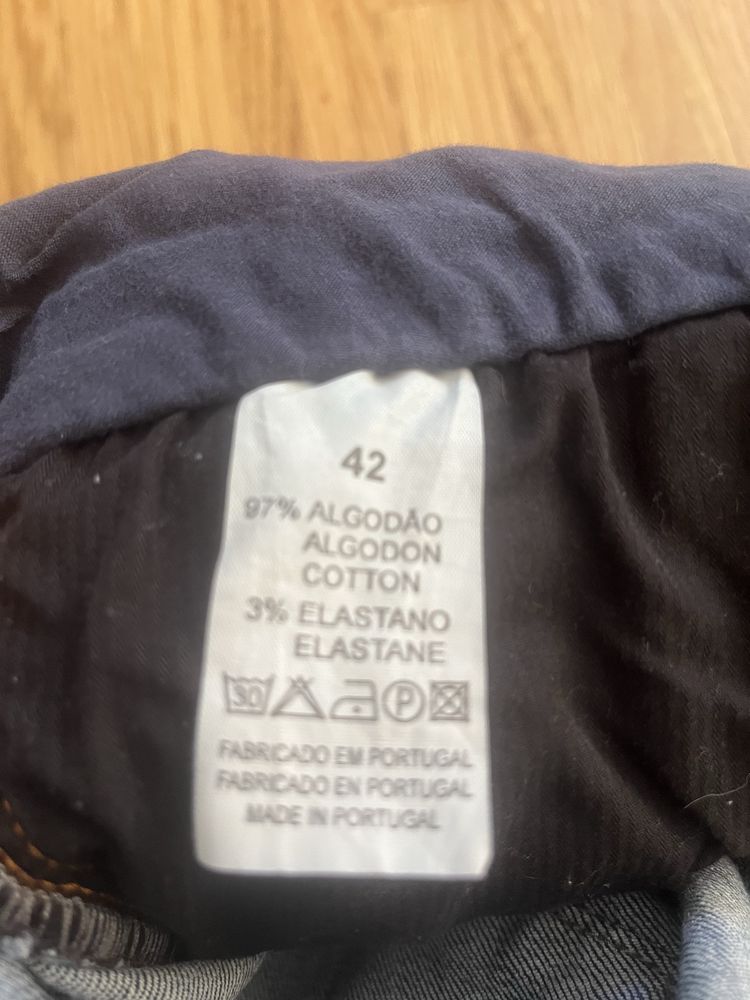 42
97% ALGODÃO
ALGODON
COTTON
3% ELASTANO
ELASTANE
30 P
FABRICADO EM PORTUGAL
FABRICADO EN PORTUGAL
MADE IN PORTUGAL